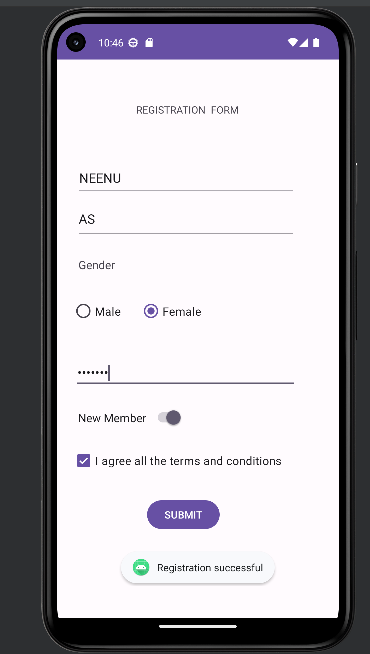 10:46
REGISTRATION FORM
NEENU
AS
Gender
Male Female
•••••••
New Member
I agree all the terms and conditions
SUBMIT
Registration successful